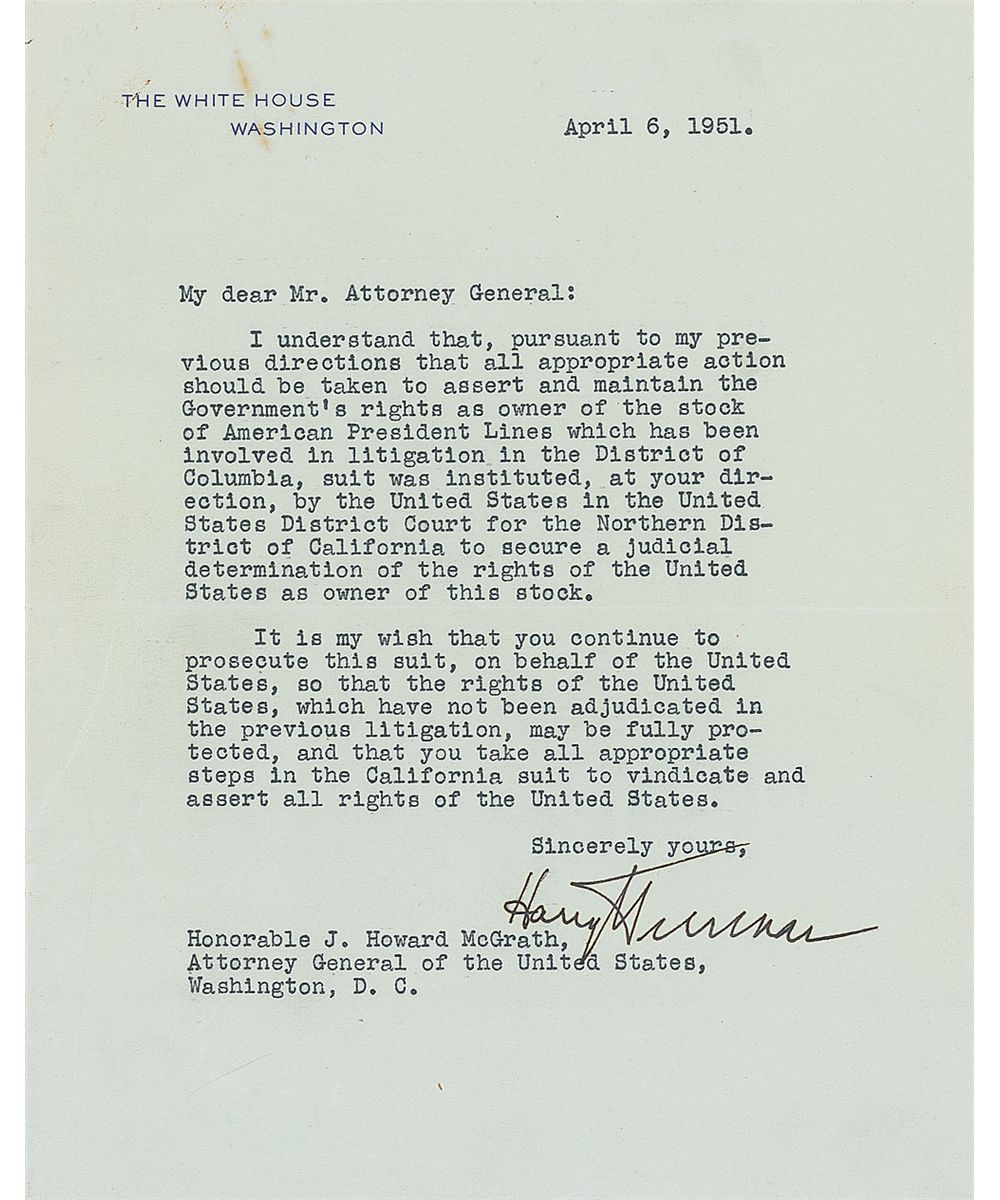 THE WHITE HOUSE
WASHINGTON
April 6, 1951.
My dear Mr. Attorney General:
I understand that, pursuant to my pre-
vious directions that all appropriate action
should be taken to assert and maintain the
Government's rights as owner of the stock
of American President Lines which has been
involved in litigation in the District of
Columbia, suit was instituted, at your dir-
ection, by the United States in the United
States District Court for the Northern Dis-
trict of California to secure a judicial
determination of the rights of the United
States as owner of this stock.
It is my wish that you continue to
prosecute this suit, on behalf of the United
States, so that the rights of the United
States, which have not been adjudicated in
the previous litigation, may be fully pro-
tected, and that you take all appropriate
steps in the California suit to vindicate and
assert all rights of the United States.
Sincerely yours,
Harry Truman
Honorable J. Howard McGrath,
Attorney General of the United States,
Washington, D. C.